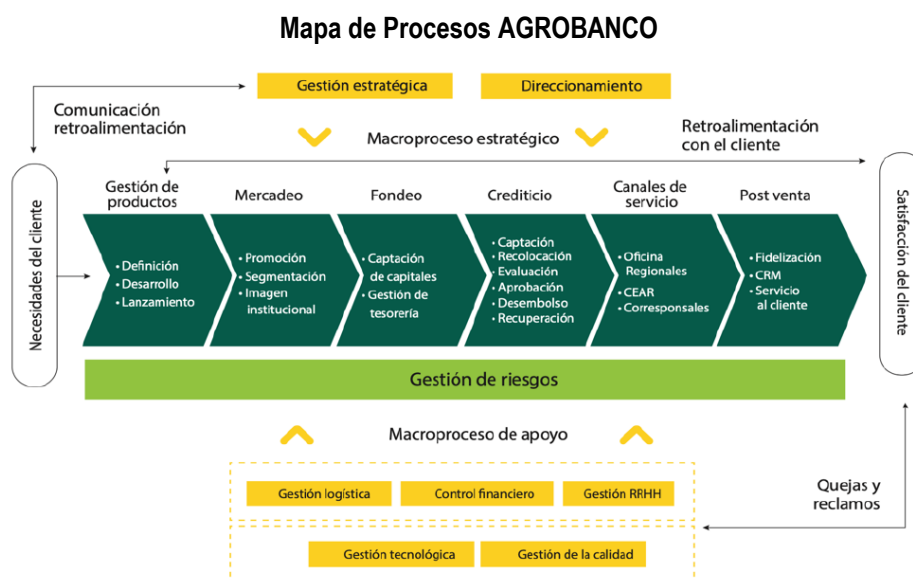 Mapa de Procesos AGROBANCO
Gestión estratégica
Direccionamiento
Comunicación
retroalimentación
Macroproceso estratégico
Retroalimentación
con el cliente
Necesidades del cliente
Gestión de
productos
Mercadeo
Fondeo
Crediticio
Canales de
servicio
Post venta
Satisfacción del
cliente
• Definición
• Desarrollo
• Lanzamiento
• Promoción
• Segmentación
• Imagen
institucional
• Captación
de capitales
• Gestión de
tesorería
• Captación
• Recolocación
• Evaluación
• Aprobación
• Desembolso
• Recuperación
• Oficina
Regionales
• CEAR
• Corresponsales
• Fidelización
• CRM
• Servicio
al cliente
Gestión de riesgos
Macroproceso de apoyo
Gestión logística
Control financiero
Gestión RRHH
Quejas y
reclamos
Gestión tecnológica
Gestión de la calidad